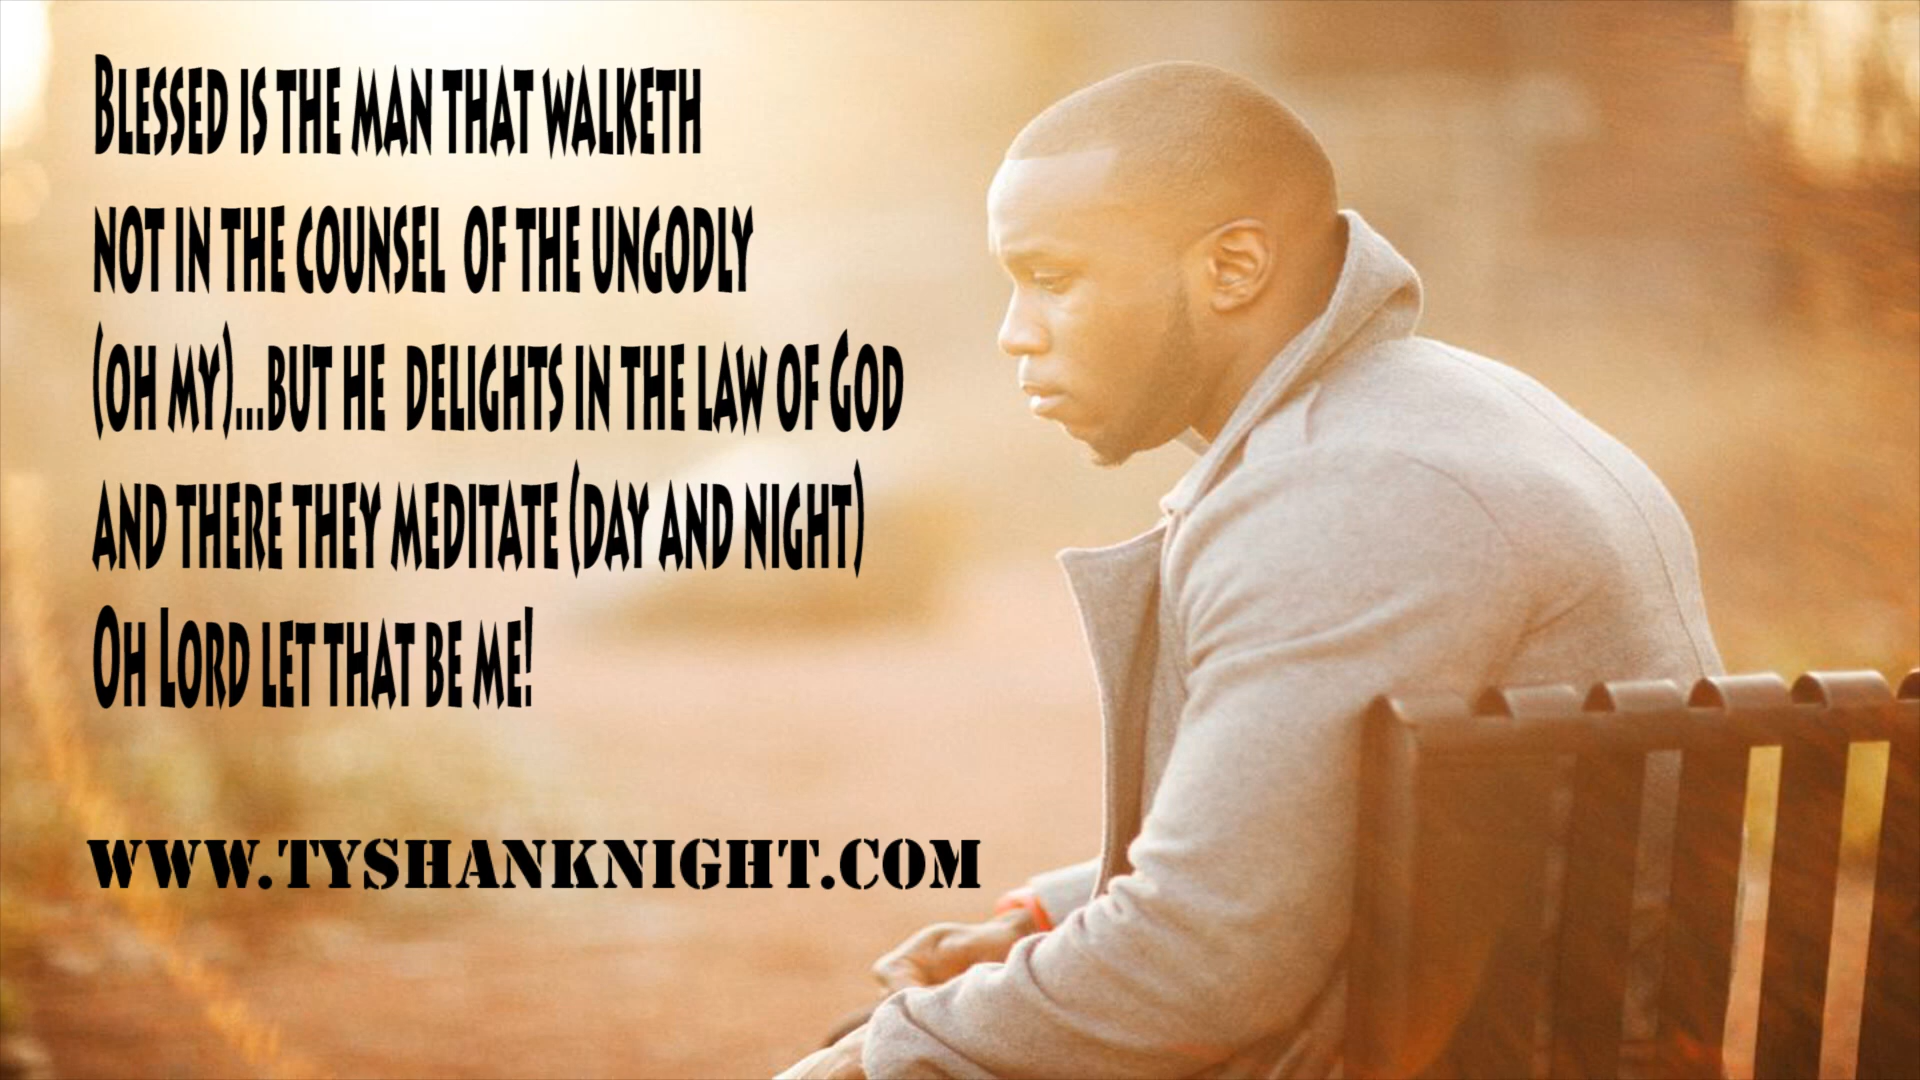 Blessed is the man that walketh
not in the counsel of the ungodly
(oh my)...but he delights in the law of God
and there they meditate (day and night)
Oh Lord let that be me!
www.tyshanknight.com